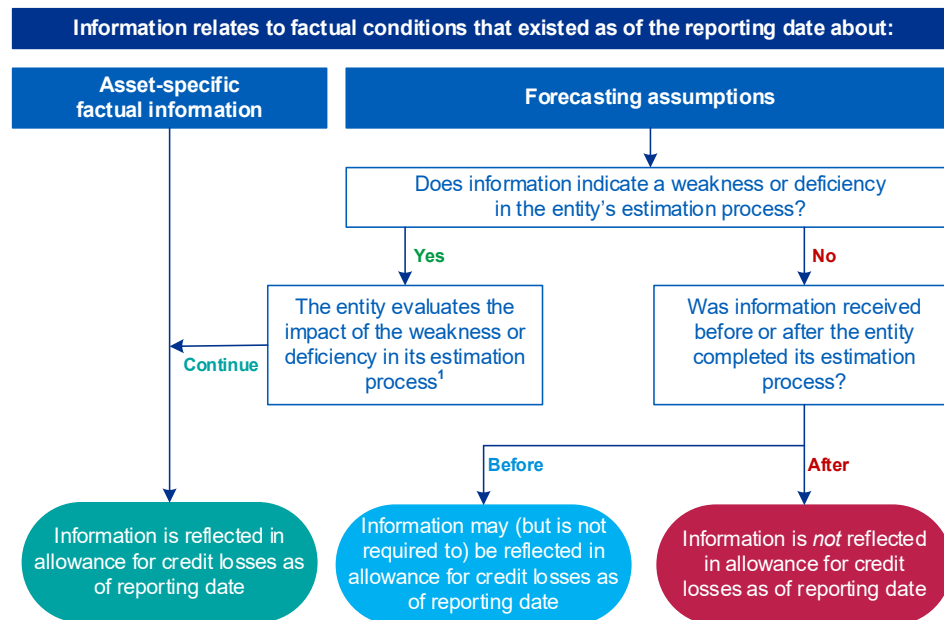 Information relates to factual conditions that existed as of the reporting date about:
Asset-specific
factual information
Forecasting assumptions
Does information indicate a weakness or deficiency
in the entity's estimation process?
Yes
No
The entity evaluates the
impact of the weakness or
deficiency in its estimation
process¹
Continue
Was information received
before or after the entity
completed its estimation
process?
Before
After
Information is reflected in
allowance for credit losses as
of reporting date
Information may (but is not
required to) be reflected in
allowance for credit losses as
of reporting date
Information is not reflected
in allowance for credit
losses as of reporting date